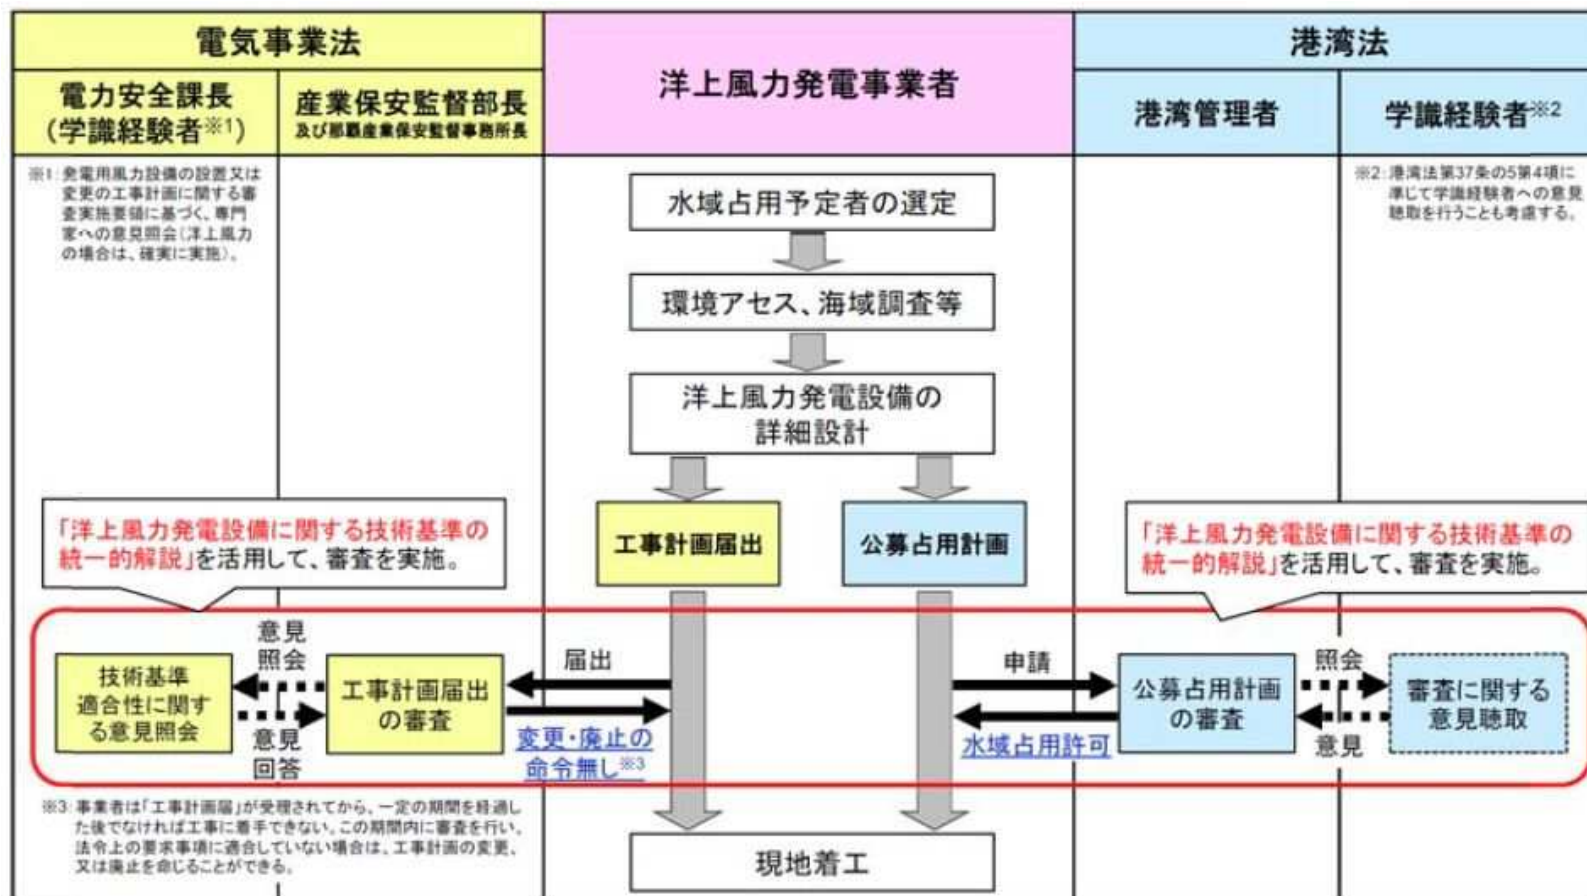 電気事業法
洋上風力発電事業者
港湾法
電力安全課長
(学識経験者※1)
産業保安監督部長
及び那覇産業保安監督事務所長
港湾管理者
学識経験者※2
※1:発電用風力設備の設置又は
変更の工事計画に関する審
査実施要領に基づく、専門
家への意見照会(洋上風力
の場合は、確実に実施)。
※2:港湾法第37条の5第4項に
準じて学識経験者への意見
聴取を行うことも考慮する。
水域占用予定者の選定
環境アセス、海域調査等
洋上風力発電設備の
詳細設計
工事計画届出
公募占用計画
「洋上風力発電設備に関する技術基準の
統一的解説」を活用して、審査を実施。
「洋上風力発電設備に関する技術基準の
統一的解説」を活用して、審査を実施。
技術基準
適合性に関す
る意見照会
意見
照会
意見
回答
工事計画届出
の審査
届出
変更・廃止の
命令無し※3
申請
水域占用許可
公募占用計画
の審査
照会
意見
審査に関する
意見聴取
※3:事業者は「工事計画届」が受理されてから、一定の期間を経過し
た後でなければ工事に着手できない。この期間内に審査を行い、
法令上の要求事項に適合していない場合は、工事計画の変更、
又は廃止を命じることができる。
現地着工